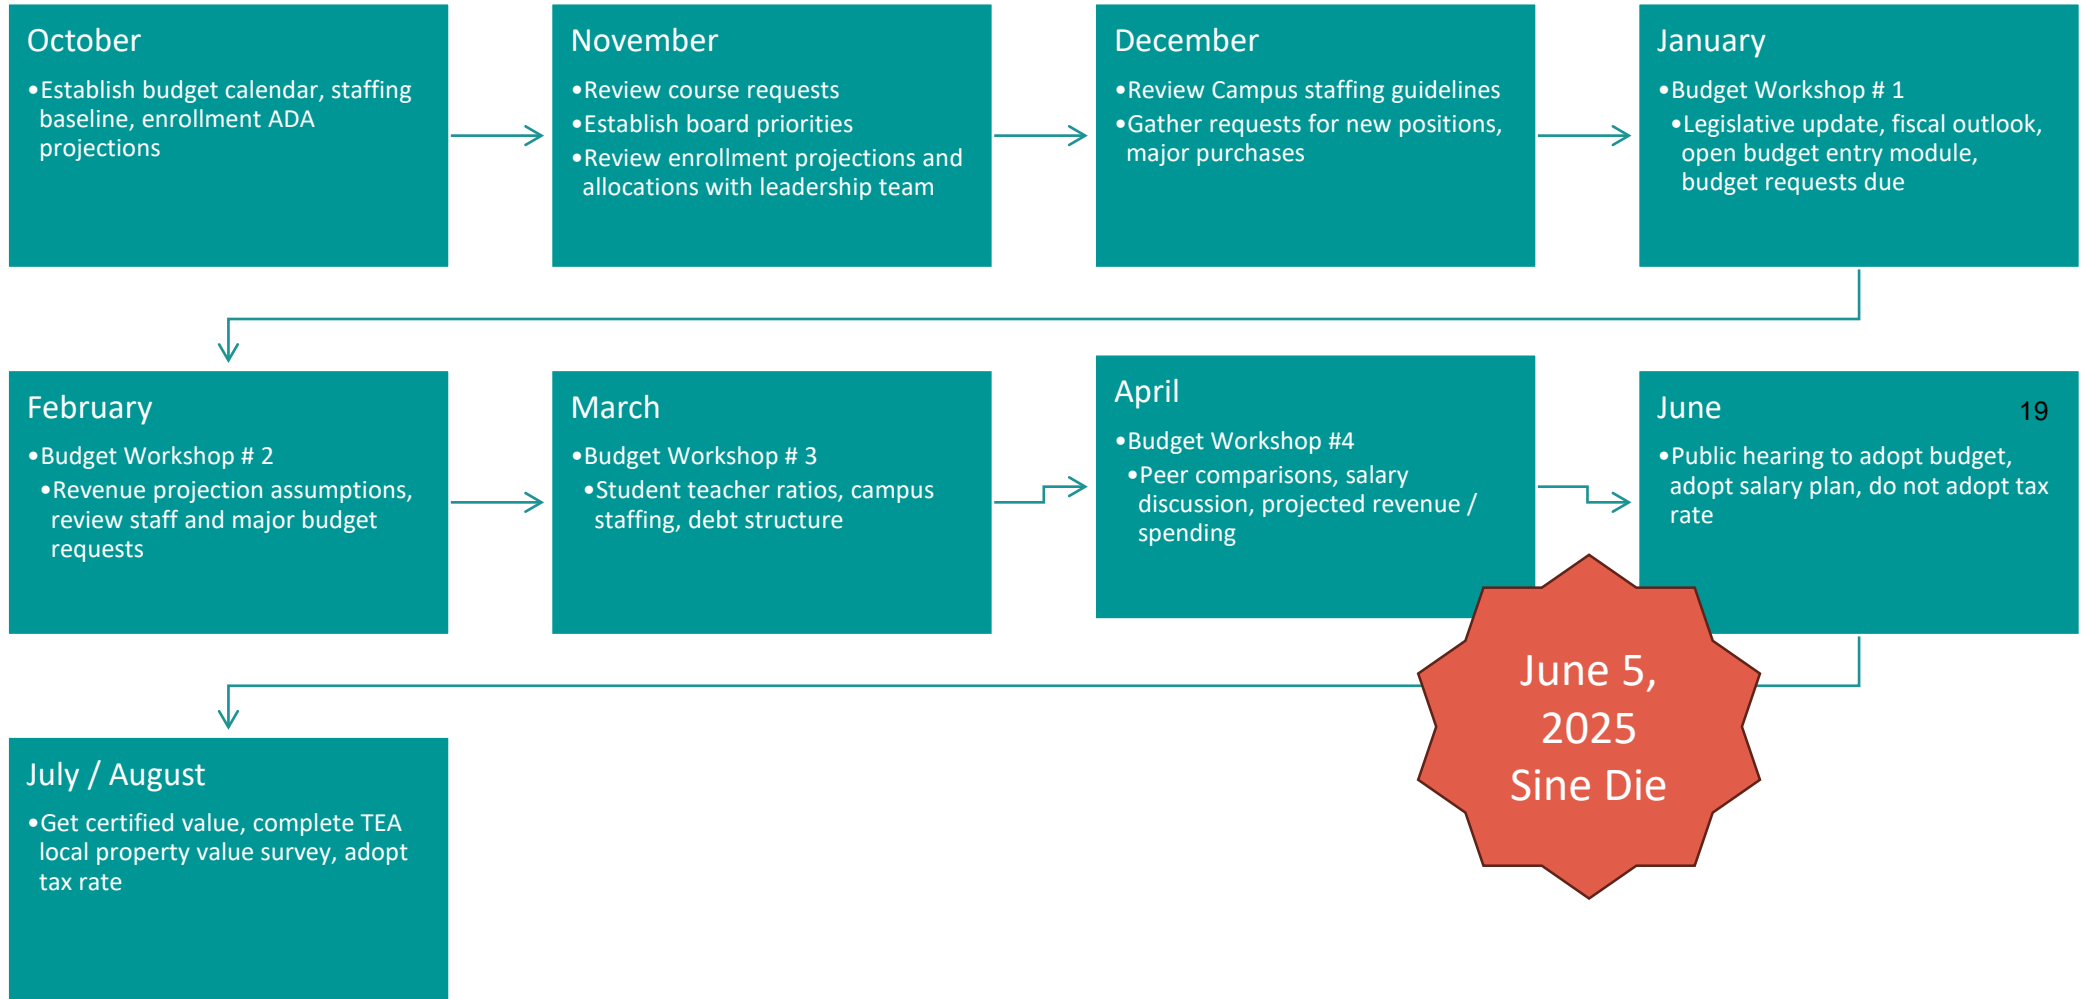 October
•Establish budget calendar, staffing
baseline, enrollment ADA
projections
November
•Review course requests
•Establish board priorities
•Review enrollment projections and
allocations with leadership team
December
•Review Campus staffing guidelines
•Gather requests for new positions,
major purchases
January
•Budget Workshop # 1
•Legislative update, fiscal outlook,
open budget entry module,
budget requests due
February
•Budget Workshop # 2
•Revenue projection assumptions,
review staff and major budget
requests
March
•Budget Workshop # 3
•Student teacher ratios, campus
staffing, debt structure
April
•Budget Workshop #4
•Peer comparisons, salary
discussion, projected revenue /
spending
June
19
•Public hearing to adopt budget,
adopt salary plan, do not adopt tax
rate
June 5,
2025
Sine Die
July / August
•Get certified value, complete TEA
local property value survey, adopt
tax rate